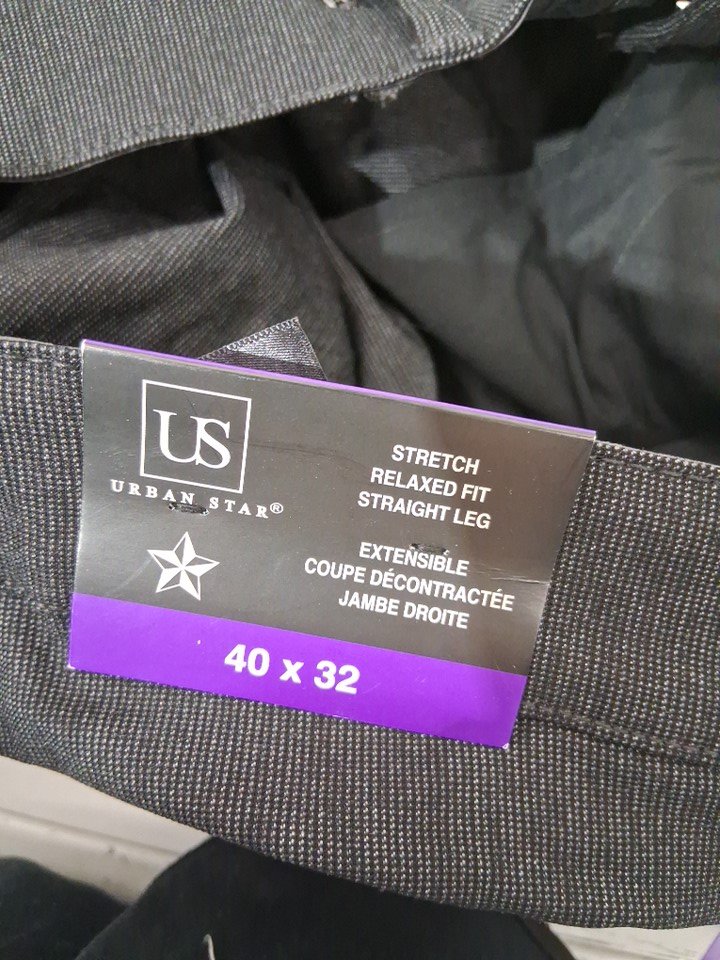 US
URBAN STAR®
STRETCH
RELAXED FIT
STRAIGHT LEG
EXTENSIBLE
COUPE DÉCONTRACTÉE
JAMBE DROITE
40 x 32